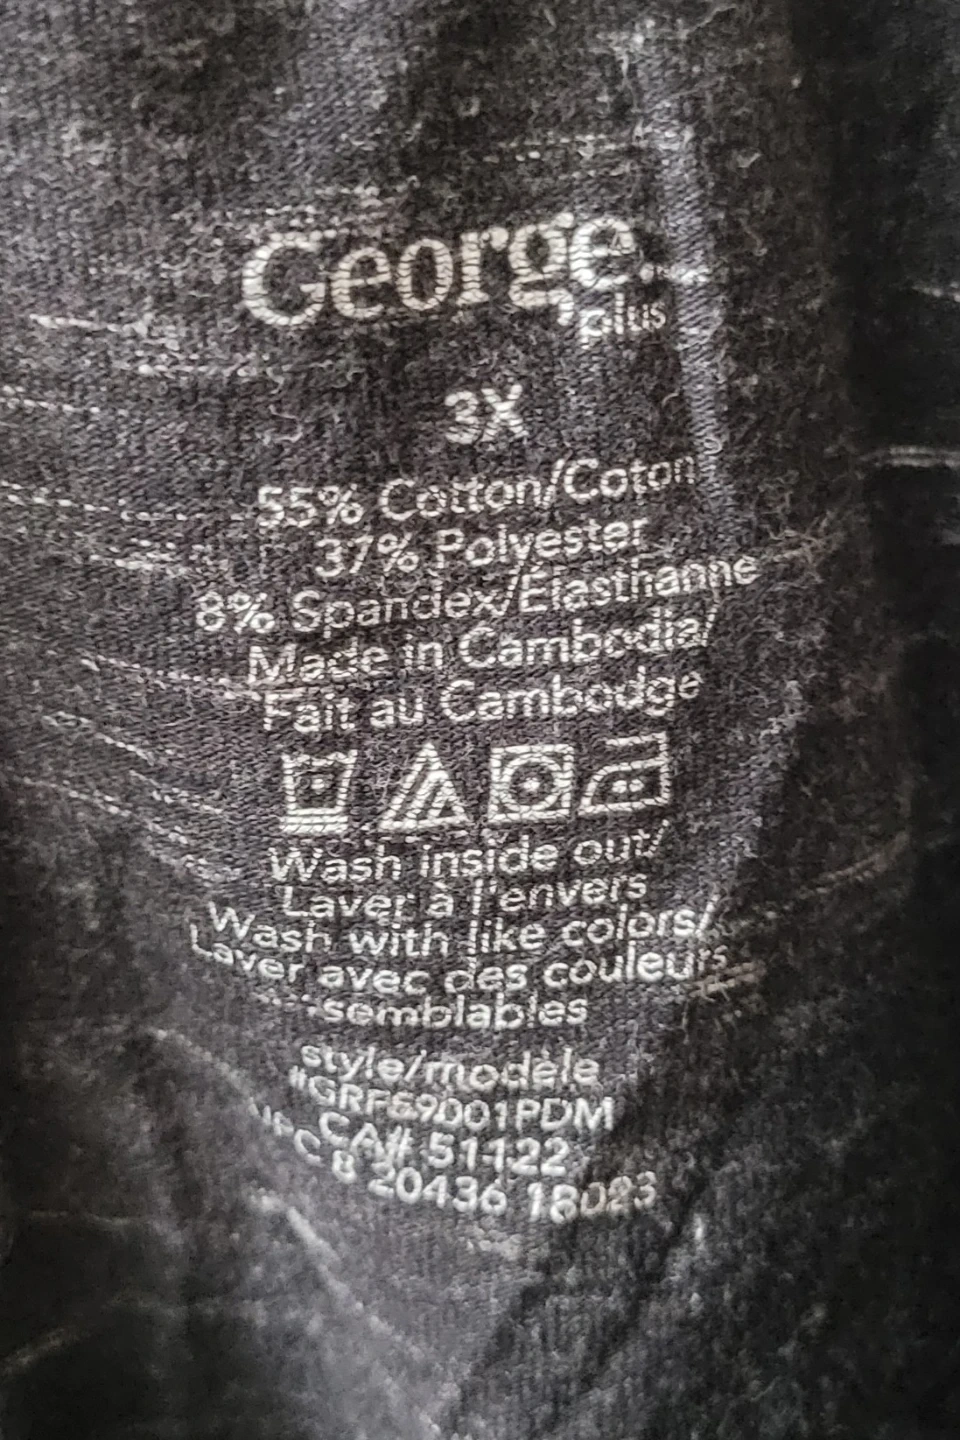 George.
plus
3X
55% Cotton/Coton
37% Polyester
8% Spandex/Élasthanne
Made in Cambodia/
Fait au Cambodge
Wash inside out/
Laver à l'envers
Wash with like colors/
Laver avec des couleurs
semblables
style/modèle
#GRF69001PDM
CA# 51122
UPC 8 20436 18023